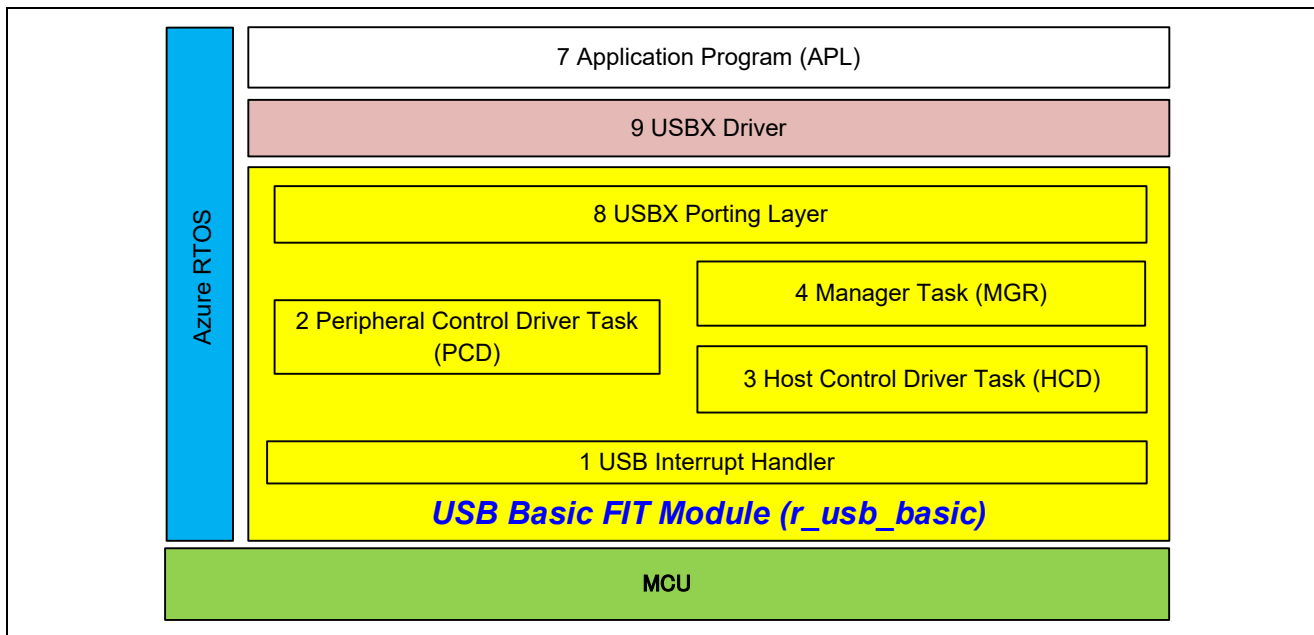 Azure RTOS
7 Application Program (APL)
9 USBX Driver
8 USBX Porting Layer
4 Manager Task (MGR)
2 Peripheral Control Driver Task
(PCD)
3 Host Control Driver Task (HCD)
1 USB Interrupt Handler
USB Basic FIT Module (r_usb_basic)
MCU